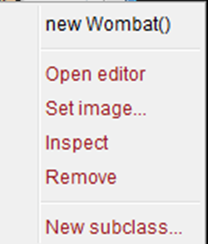 new Wombat()
Open editor
Set image...
Inspect
Remove
New subclass...